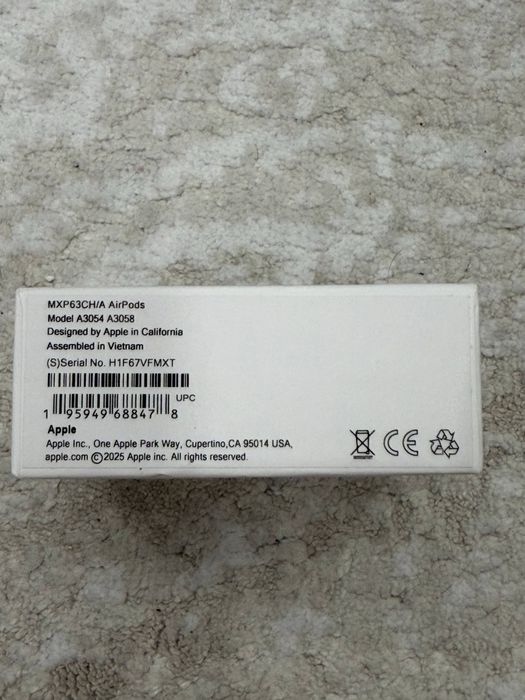 MXP63CH/A AirPods
Model A3054 A3058
Designed by Apple in California
Assembled in Vietnam
(S)Serial No. H1F67VFMXT
UPC
1 95949 68847 8
Apple
Apple Inc., One Apple Park Way, Cupertino,CA 95014 USA,
apple.com ©2025 Apple inc. All rights reserved.
CE